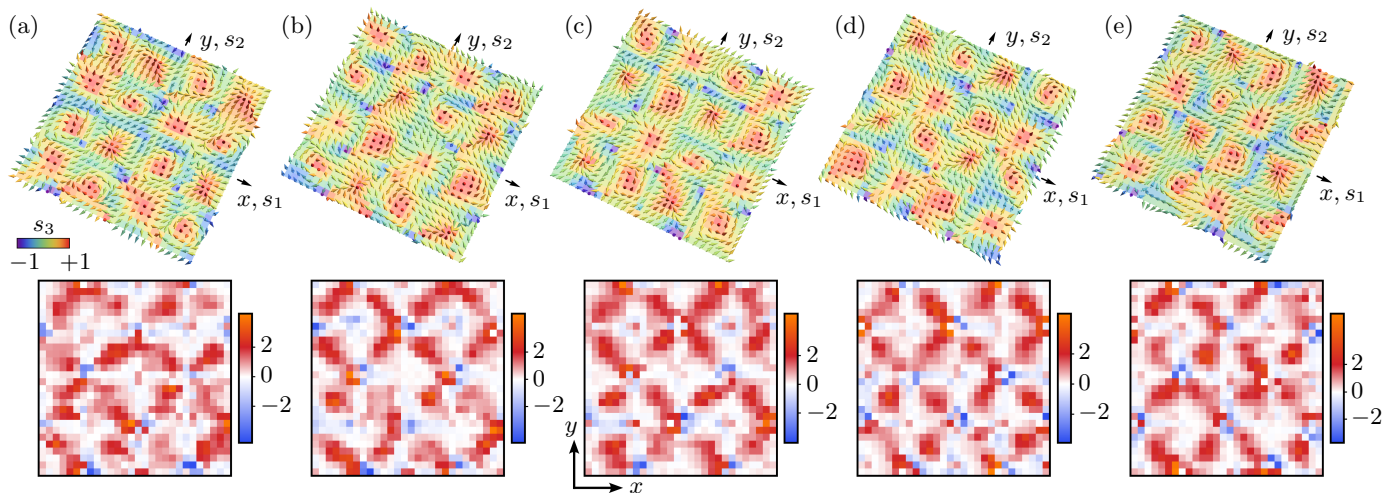 (a) (b) (c) (d) (e)
y, s₂ y, s₂ y, s₂ y, s₂ y, s₂
x, s₁ x, s₁ x, s₁ x, s₁ x, s₁
s₃
−1 +1
2 2 2 2 2
0 0 0 0 0
−2 −2 −2 −2 −2
y
x